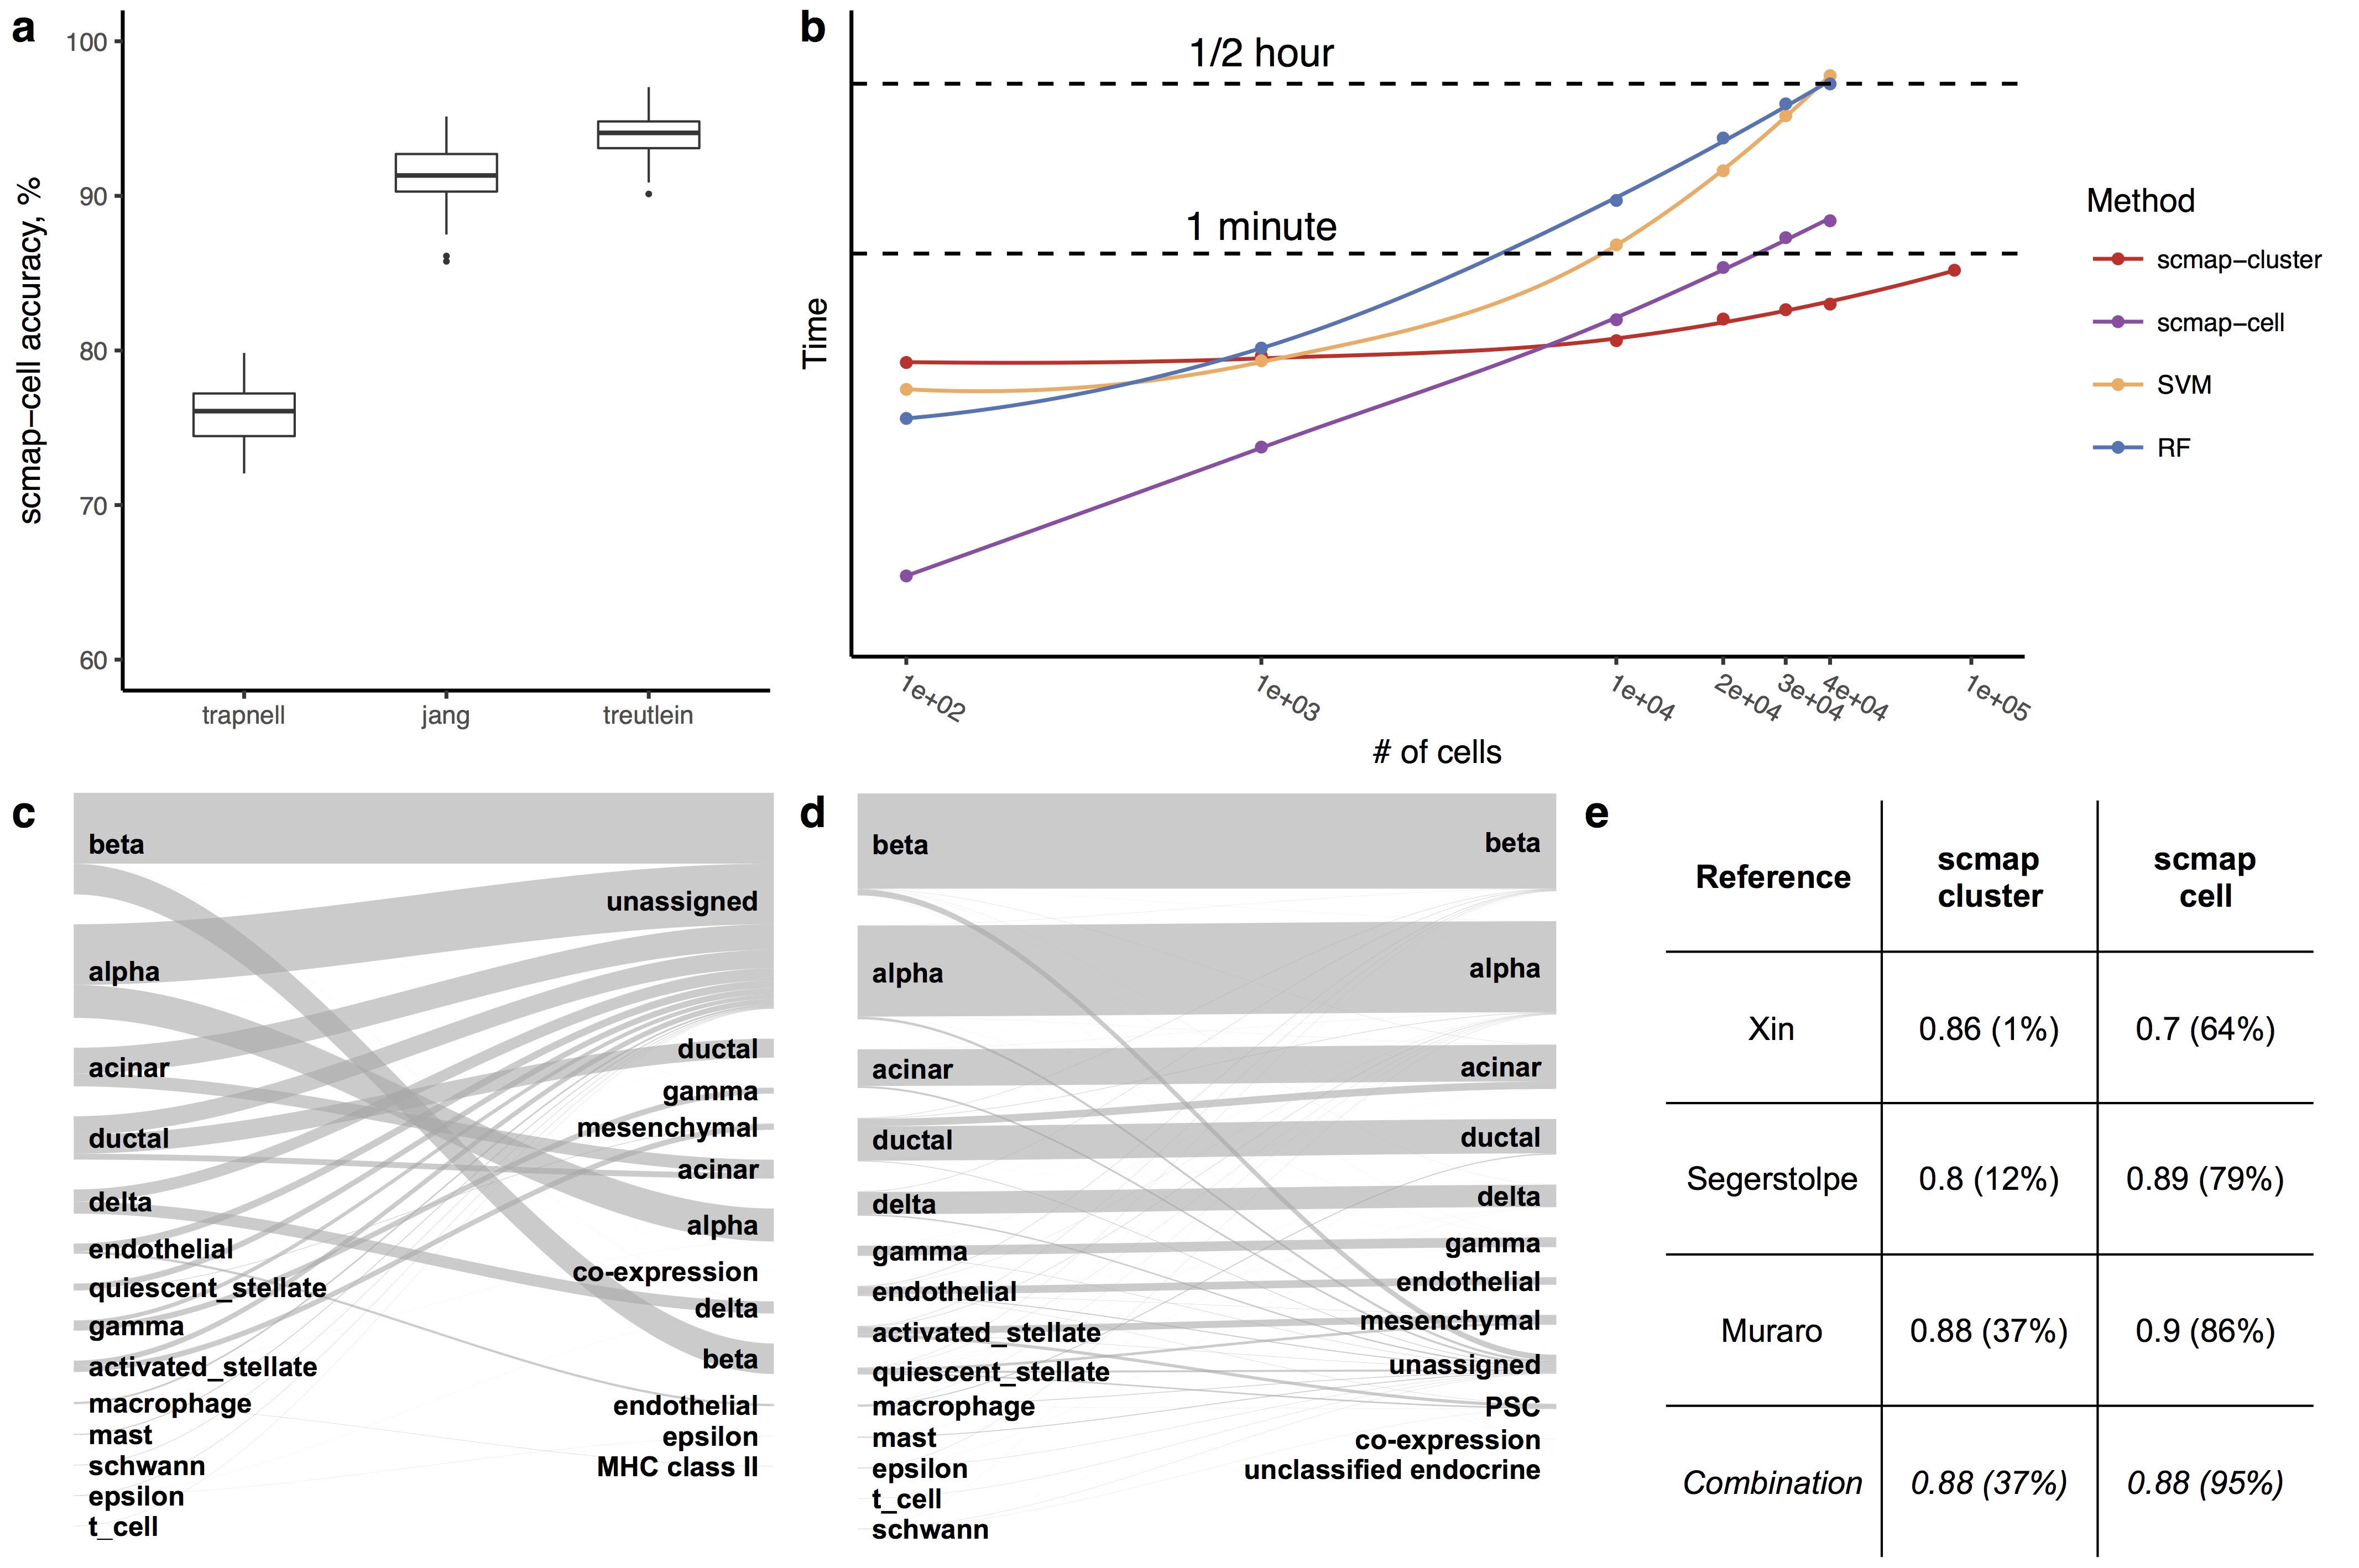 a
100
90
80
70
60
scmap–cell accuracy, %
trapnell
jang
treutlein
b
1/2 hour
1 minute
Time
1e+02
1e+03
1e+04
2e+04
3e+04
4e+04
1e+05
# of cells
Method
scmap–cluster
scmap–cell
SVM
RF
c
beta
alpha
acinar
ductal
delta
endothelial
quiescent_stellate
gamma
activated_stellate
macrophage
mast
schwann
epsilon
t_cell
unassigned
ductal
gamma
mesenchymal
acinar
alpha
co-expression
delta
beta
endothelial
epsilon
MHC class II
d
beta
alpha
acinar
ductal
delta
gamma
endothelial
activated_stellate
quiescent_stellate
macrophage
mast
epsilon
t_cell
schwann
beta
alpha
acinar
ductal
delta
gamma
endothelial
mesenchymal
unassigned
PSC
co-expression
unclassified endocrine
e
Reference
scmap
cluster
scmap
cell
Xin
0.86 (1%)
0.7 (64%)
Segerstolpe
0.8 (12%)
0.89 (79%)
Muraro
0.88 (37%)
0.9 (86%)
Combination
0.88 (37%)
0.88 (95%)